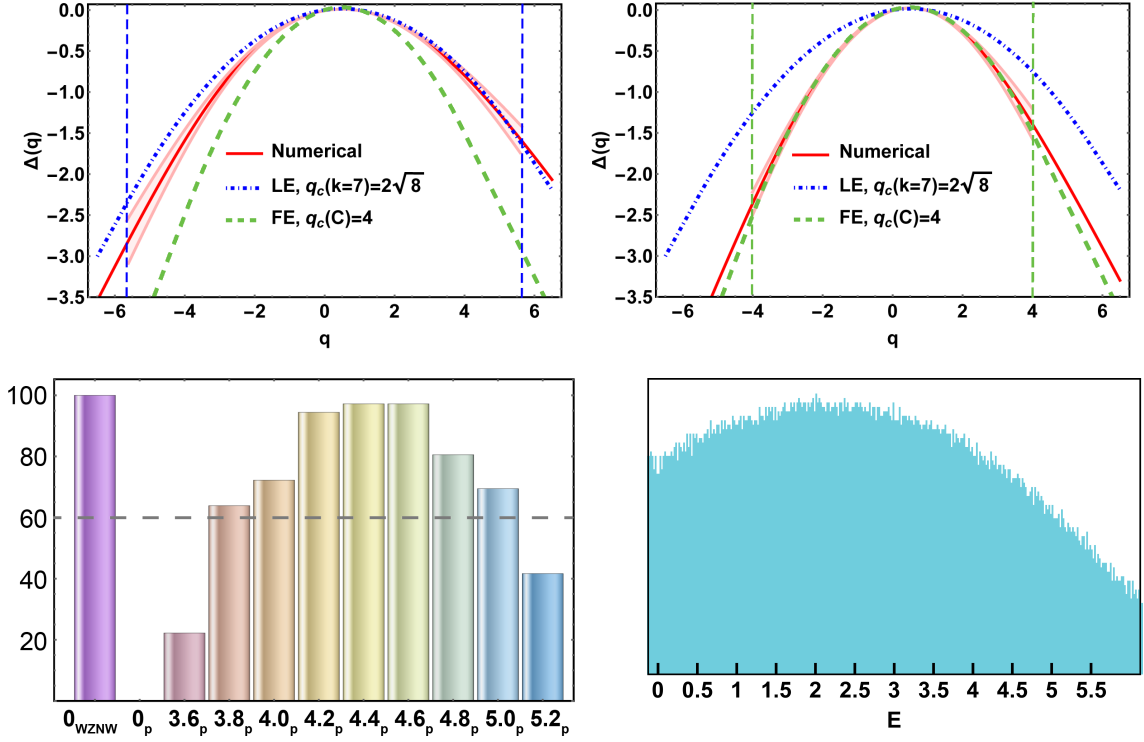 0.0
−0.5
−1.0
−1.5
−2.0
−2.5
−3.0
−3.5
Δ(q)
Numerical
LE, q_c(k=7)=2√8
FE, q_c(C)=4
−6 −4 −2 0 2 4 6
q
0.0
−0.5
−1.0
−1.5
−2.0
−2.5
−3.0
−3.5
Δ(q)
Numerical
LE, q_c(k=7)=2√8
FE, q_c(C)=4
−6 −4 −2 0 2 4 6
q
100
80
60
40
20
0_WZNW 0_p 3.6_p 3.8_p 4.0_p 4.2_p 4.4_p 4.6_p 4.8_p 5.0_p 5.2_p
0 0.5 1 1.5 2 2.5 3 3.5 4 4.5 5 5.5
E